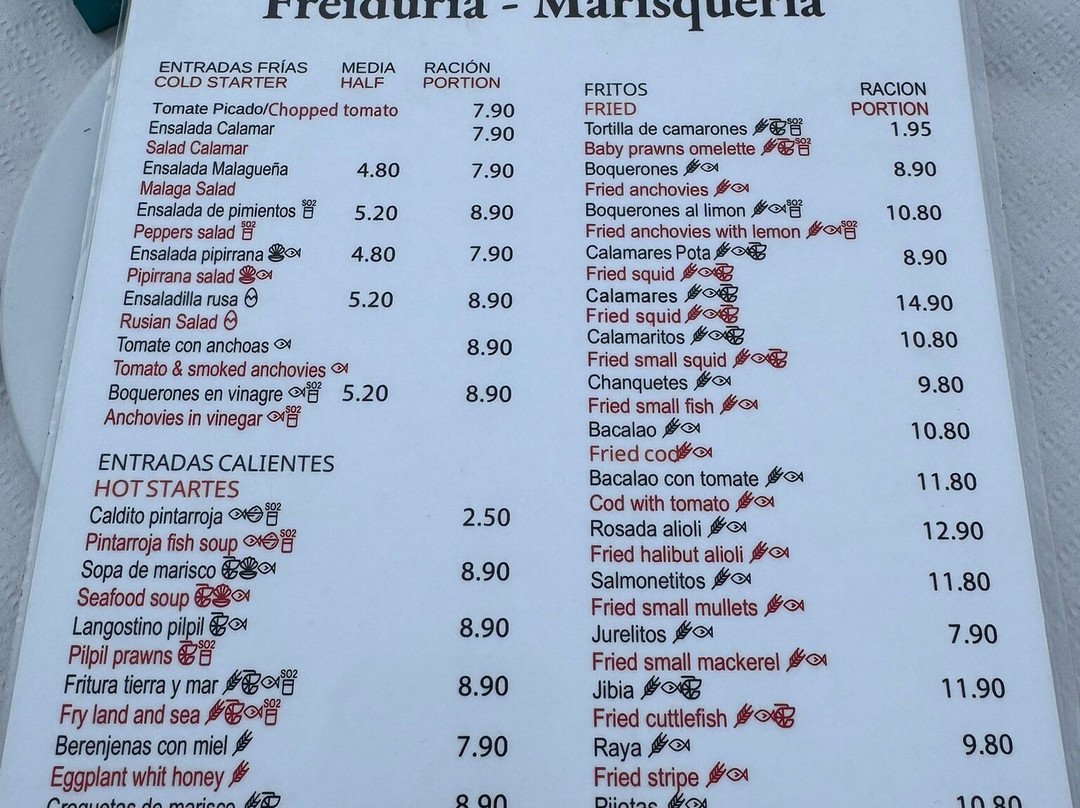 Freiduría - Marisquería
ENTRADAS FRÍAS MEDIA RACIÓN
COLD STARTER HALF PORTION
Tomate Picado/Chopped tomato 7.90
Ensalada Calamar 7.90
Salad Calamar
Ensalada Malagueña 4.80 7.90
Malaga Salad
Ensalada de pimientos SO2 5.20 8.90
Peppers salad SO2
Ensalada pipirrana 4.80 7.90
Pipirrana salad
Ensaladilla rusa 5.20 8.90
Rusian Salad
Tomate con anchoas 8.90
Tomato & smoked anchovies
Boquerones en vinagre SO2 5.20 8.90
Anchovies in vinegar SO2
ENTRADAS CALIENTES
HOT STARTES
Caldito pintarroja SO2 2.50
Pintarroja fish soup SO2
Sopa de marisco 8.90
Seafood soup
Langostino pilpil 8.90
Pilpil prawns SO2
Fritura tierra y mar SO2 8.90
Fry land and sea SO2
Berenjenas con miel 7.90
Eggplant whit honey
Croquetas de marisco 8.90
FRITOS RACION
FRIED PORTION
Tortilla de camarones SO2 1.95
Baby prawns omelette SO2
Boquerones 8.90
Fried anchovies
Boquerones al limon SO2 10.80
Fried anchovies with lemon SO2
Calamares Pota 8.90
Fried squid
Calamares 14.90
Fried squid
Calamaritos 10.80
Fried small squid
Chanquetes 9.80
Fried small fish
Bacalao 10.80
Fried cod
Bacalao con tomate 11.80
Cod with tomato
Rosada alioli 12.90
Fried halibut alioli
Salmonetitos 11.80
Fried small mullets
Jurelitos 7.90
Fried small mackerel
Jibia 11.90
Fried cuttlefish
Raya 9.80
Fried stripe
Pijotas 10.80